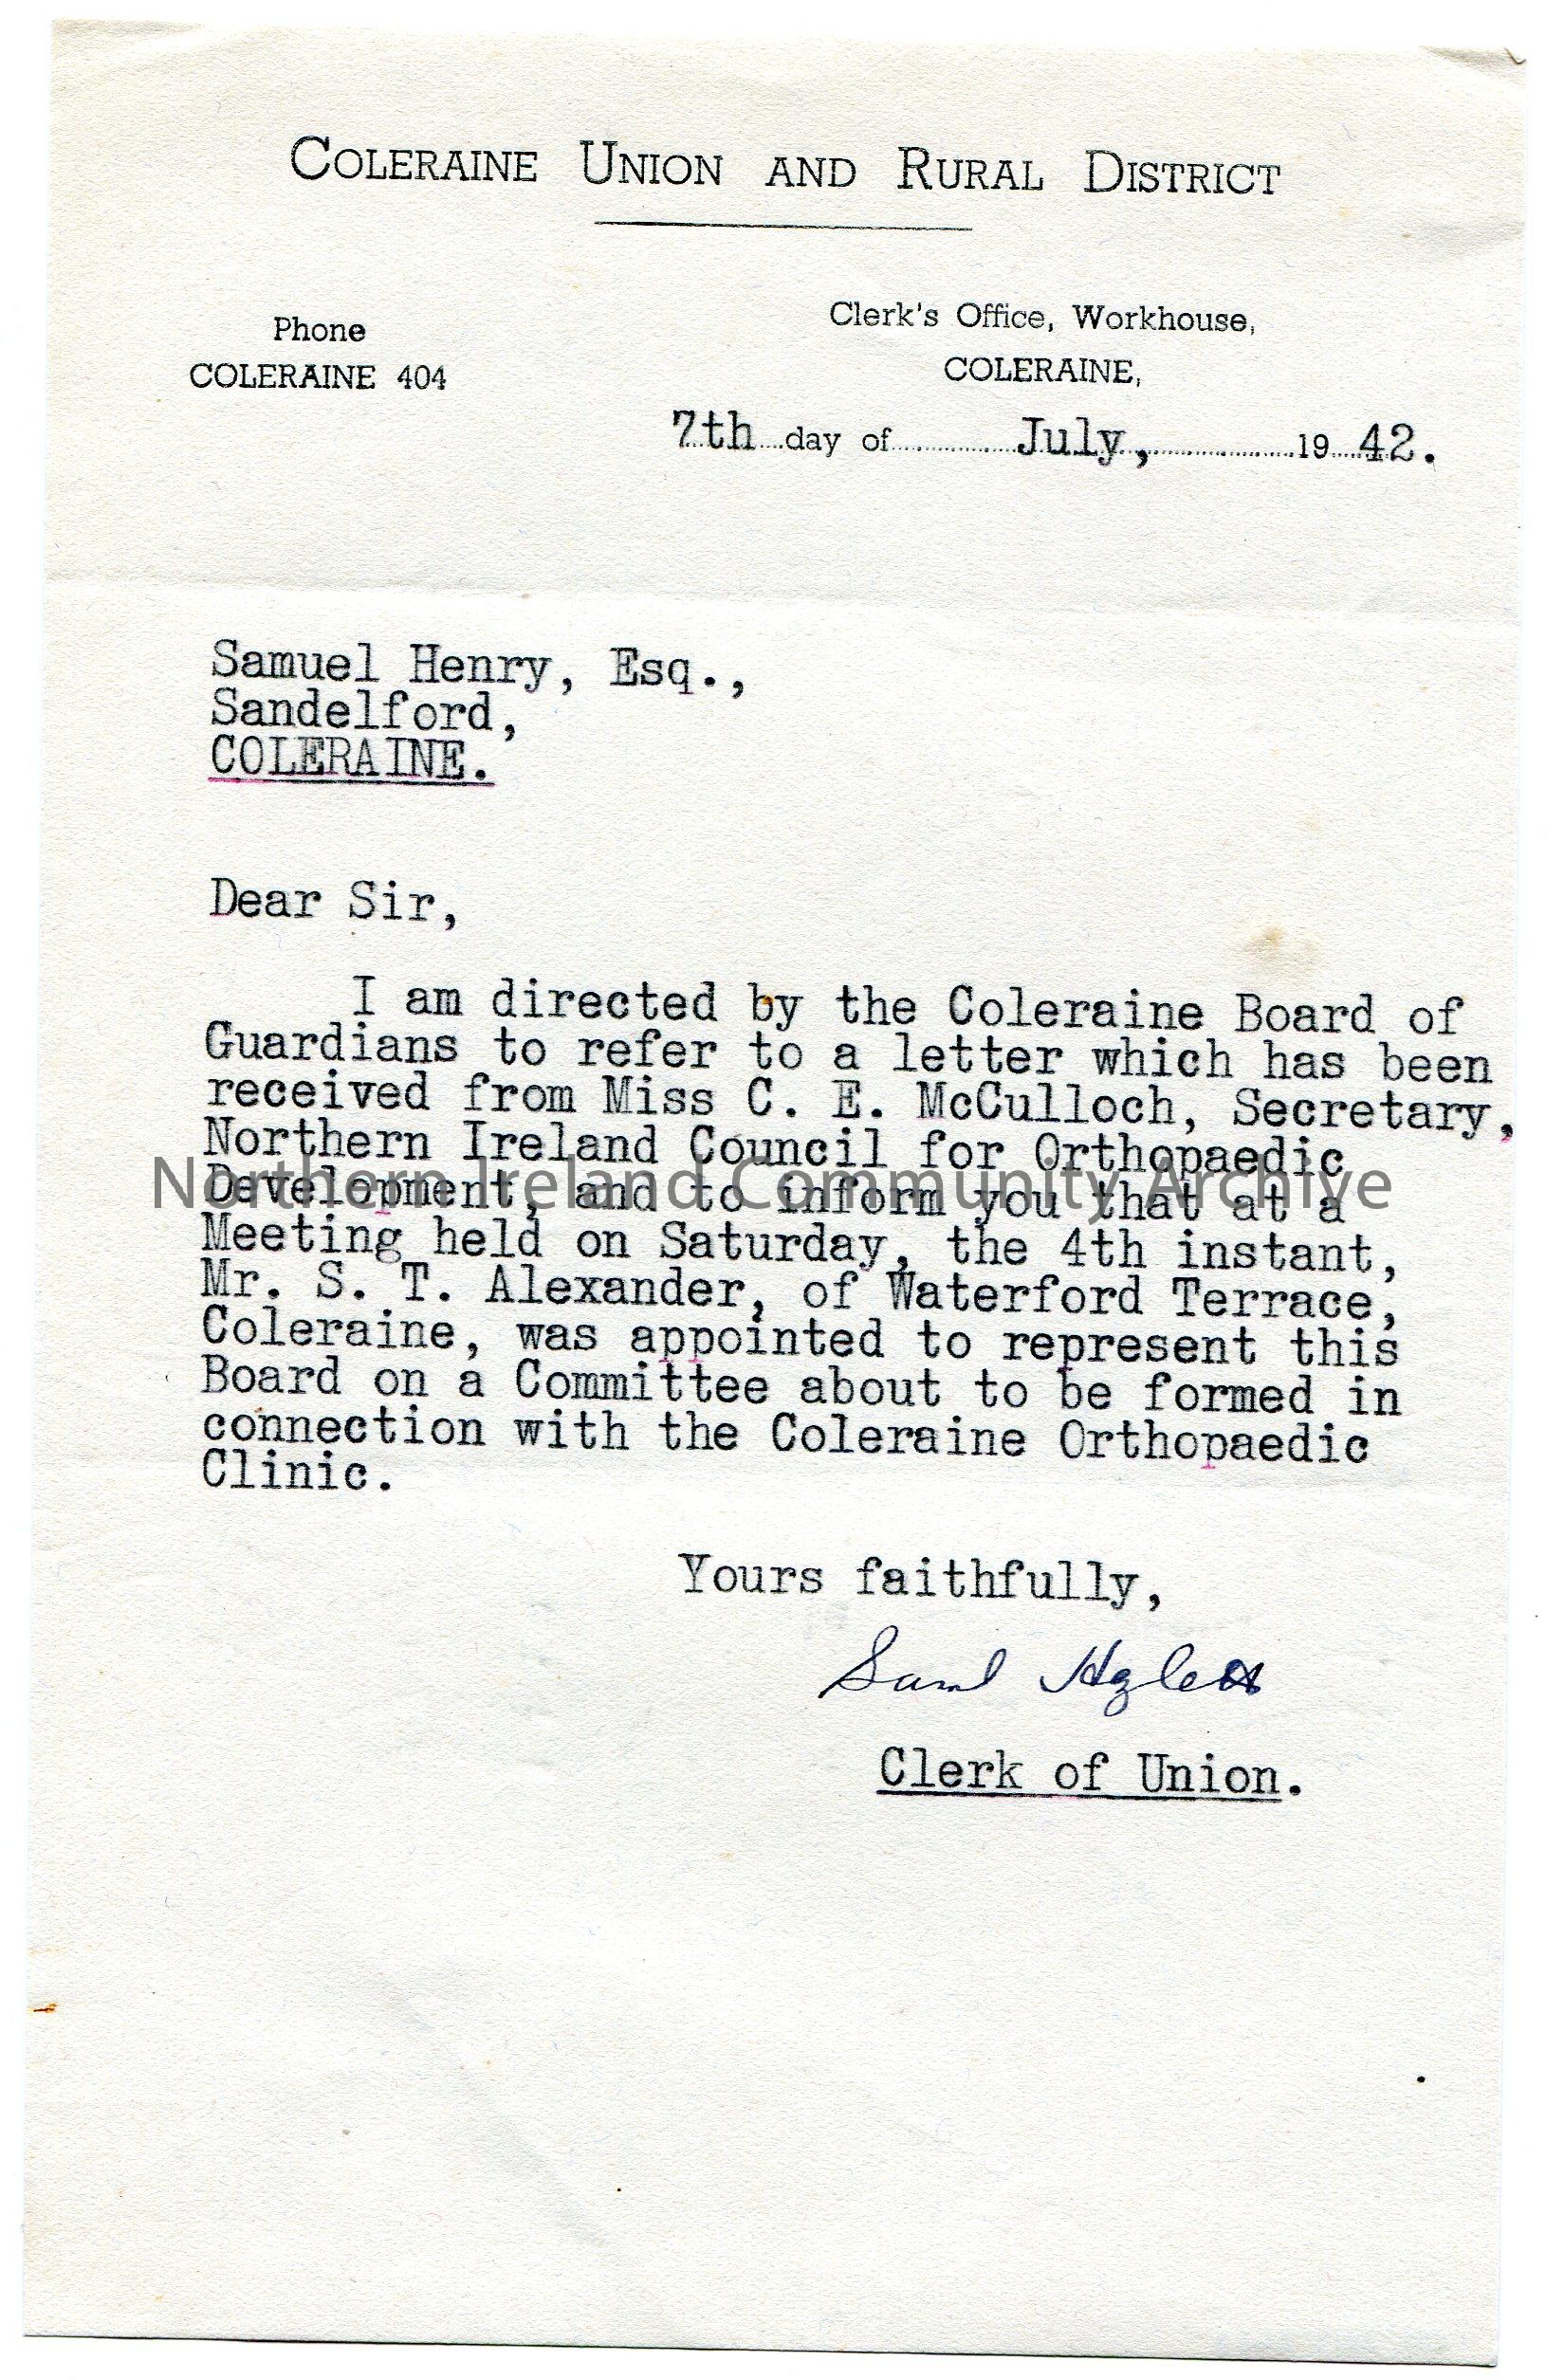 COLERAINE UNION AND RURAL DISTRICT
Phone
COLERAINE 404
Clerk's Office, Workhouse,
COLERAINE,
7th day of July, 19 42.
Samuel Henry, Esq.,
Sandelford,
COLERAINE.
Dear Sir,
I am directed by the Coleraine Board of
Guardians to refer to a letter which has been
received from Miss C. E. McCulloch, Secretary,
Northern Ireland Council for Orthopaedic
Development, and to inform you that at a
Meeting held on Saturday, the 4th instant,
Mr. S. T. Alexander, of Waterford Terrace,
Coleraine, was appointed to represent this
Board on a Committee about to be formed in
connection with the Coleraine Orthopaedic
Clinic.
Yours faithfully,
Saml Hezlett
Clerk of Union.
Northern Ireland Community Archive